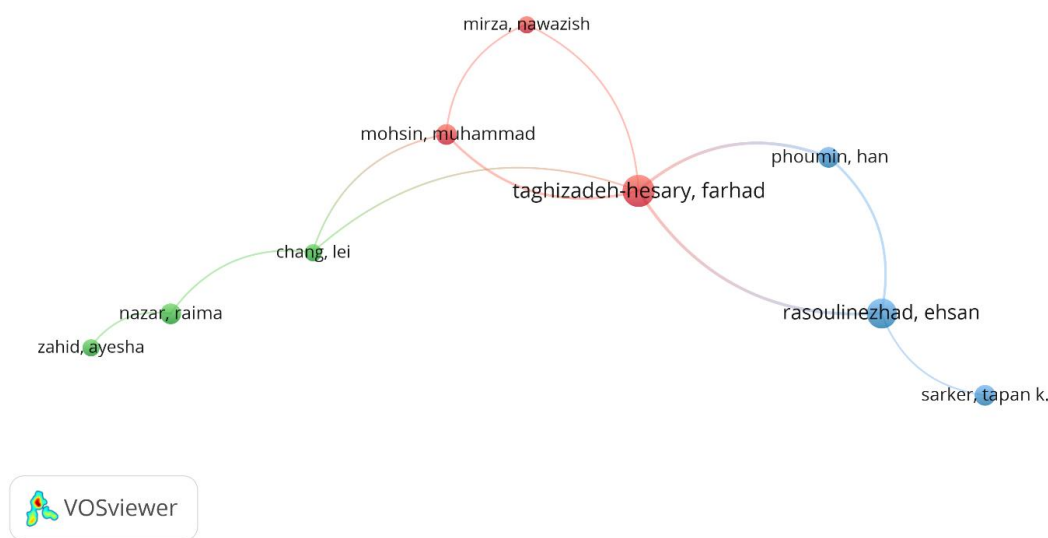 mirza, nawazish
mohsin, muhammad
phoumin, han
taghizadeh-hesary, farhad
chang, lei
nazar, raima
rasoulinezhad, ehsan
zahid, ayesha
sarker, tapan k.
VOSviewer